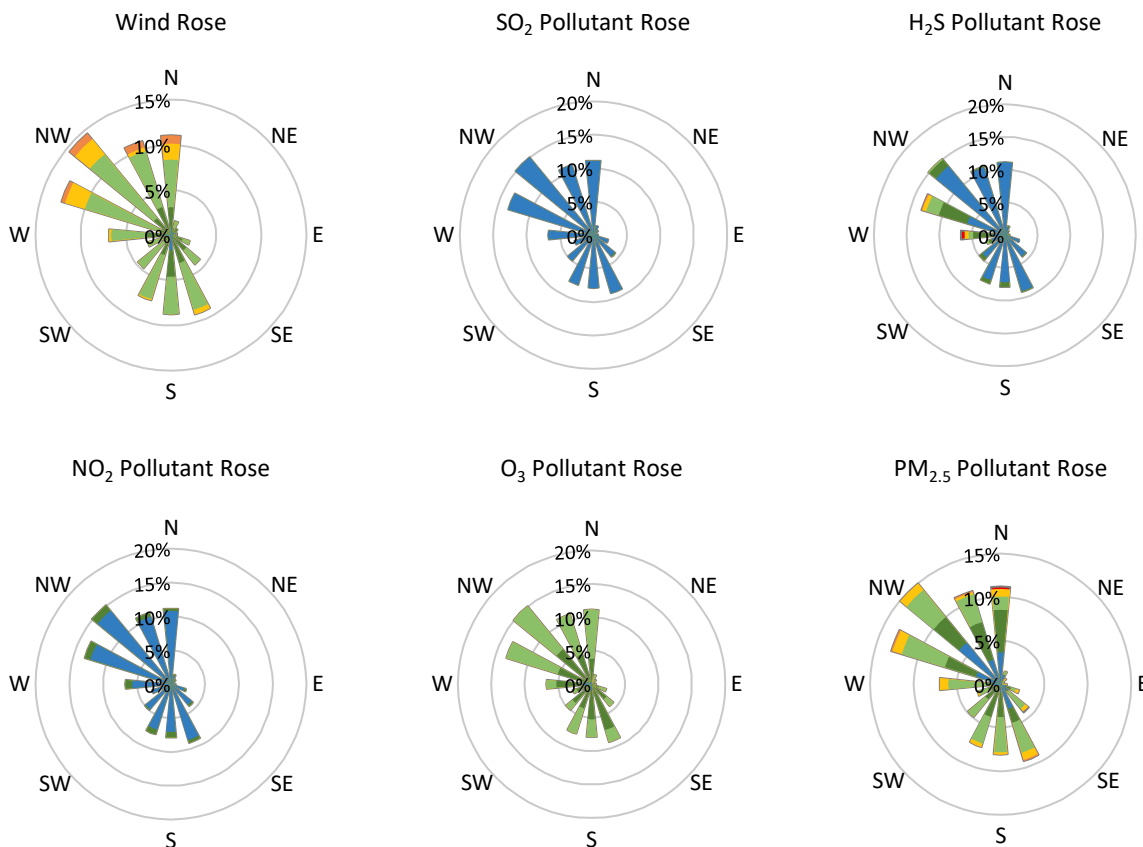 Wind Rose
N
15%
10%
5%
0%
NW
NE
W
E
SW
SE
S
SO₂ Pollutant Rose
N
20%
15%
10%
5%
0%
NW
NE
W
E
SW
SE
S
H₂S Pollutant Rose
N
20%
15%
10%
5%
0%
NW
NE
W
E
SW
SE
S
NO₂ Pollutant Rose
N
20%
15%
10%
5%
0%
NW
NE
W
E
SW
SE
S
O₃ Pollutant Rose
N
20%
15%
10%
5%
0%
NW
NE
W
E
SW
SE
S
PM₂.₅ Pollutant Rose
N
15%
10%
5%
0%
NW
NE
W
E
SW
SE
S